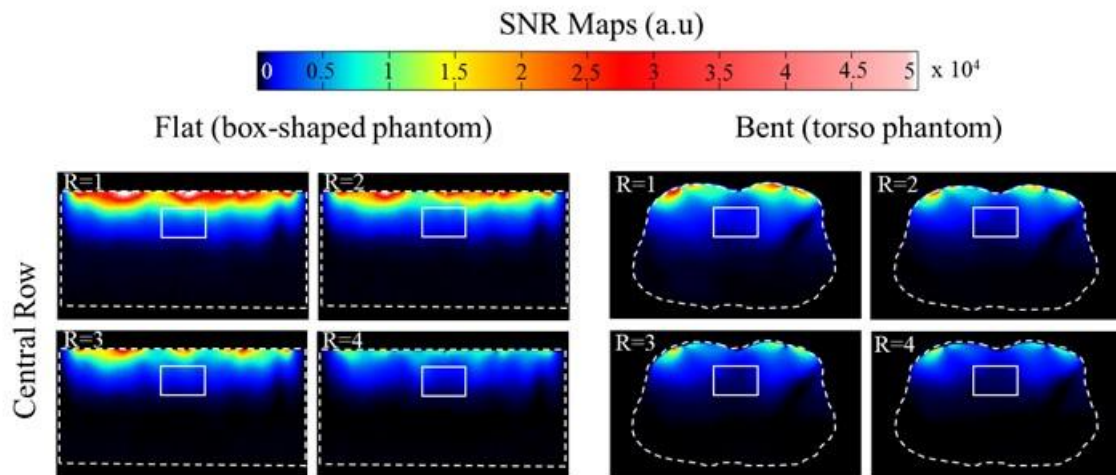 SNR Maps (a.u)
0 0.5 1 1.5 2 2.5 3 3.5 4 4.5 5 x 10⁴
Flat (box-shaped phantom) Bent (torso phantom)
Central Row
R=1 R=2 R=1 R=2
R=3 R=4 R=3 R=4